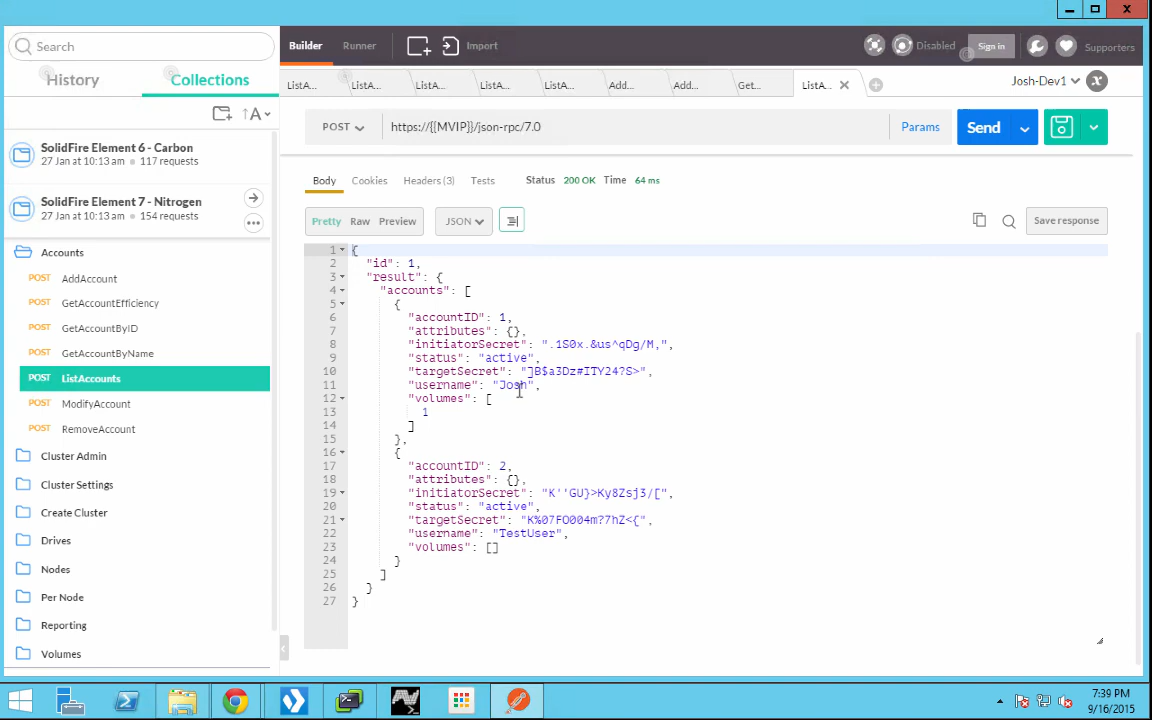 Search
History
Collections
↑A
SolidFire Element 6 - Carbon
27 Jan at 10:13 am • 117 requests
SolidFire Element 7 - Nitrogen
27 Jan at 10:13 am • 154 requests
Accounts
POST AddAccount
POST GetAccountEfficiency
POST GetAccountByID
POST GetAccountByName
POST ListAccounts
POST ModifyAccount
POST RemoveAccount
Cluster Admin
Cluster Settings
Create Cluster
Drives
Nodes
Per Node
Reporting
Volumes
Builder Runner Import Disabled Sign in Supporters
ListA... ListA... ListA... ListA... ListA... Add... Add... Get... ListA... Josh-Dev1
POST https://{{MVIP}}/json-rpc/7.0 Params Send
Body Cookies Headers (3) Tests Status 200 OK Time 64 ms
Pretty Raw Preview JSON Save response
1 {
2 "id": 1,
3 "result": {
4 "accounts": [
5 {
6 "accountID": 1,
7 "attributes": {},
8 "initiatorSecret": ".1S0x.&us^qDg/M,",
9 "status": "active",
10 "targetSecret": "]B$a3Dz#ITY24?S>",
11 "username": "Josh",
12 "volumes": [
13 1
14 ]
15 },
16 {
17 "accountID": 2,
18 "attributes": {},
19 "initiatorSecret": "K''GU}>Ky8Zsj3/[",
20 "status": "active",
21 "targetSecret": "K%07FO004m?7hZ<{",
22 "username": "TestUser",
23 "volumes": []
24 }
25 ]
26 }
27 }
7:39 PM
9/16/2015